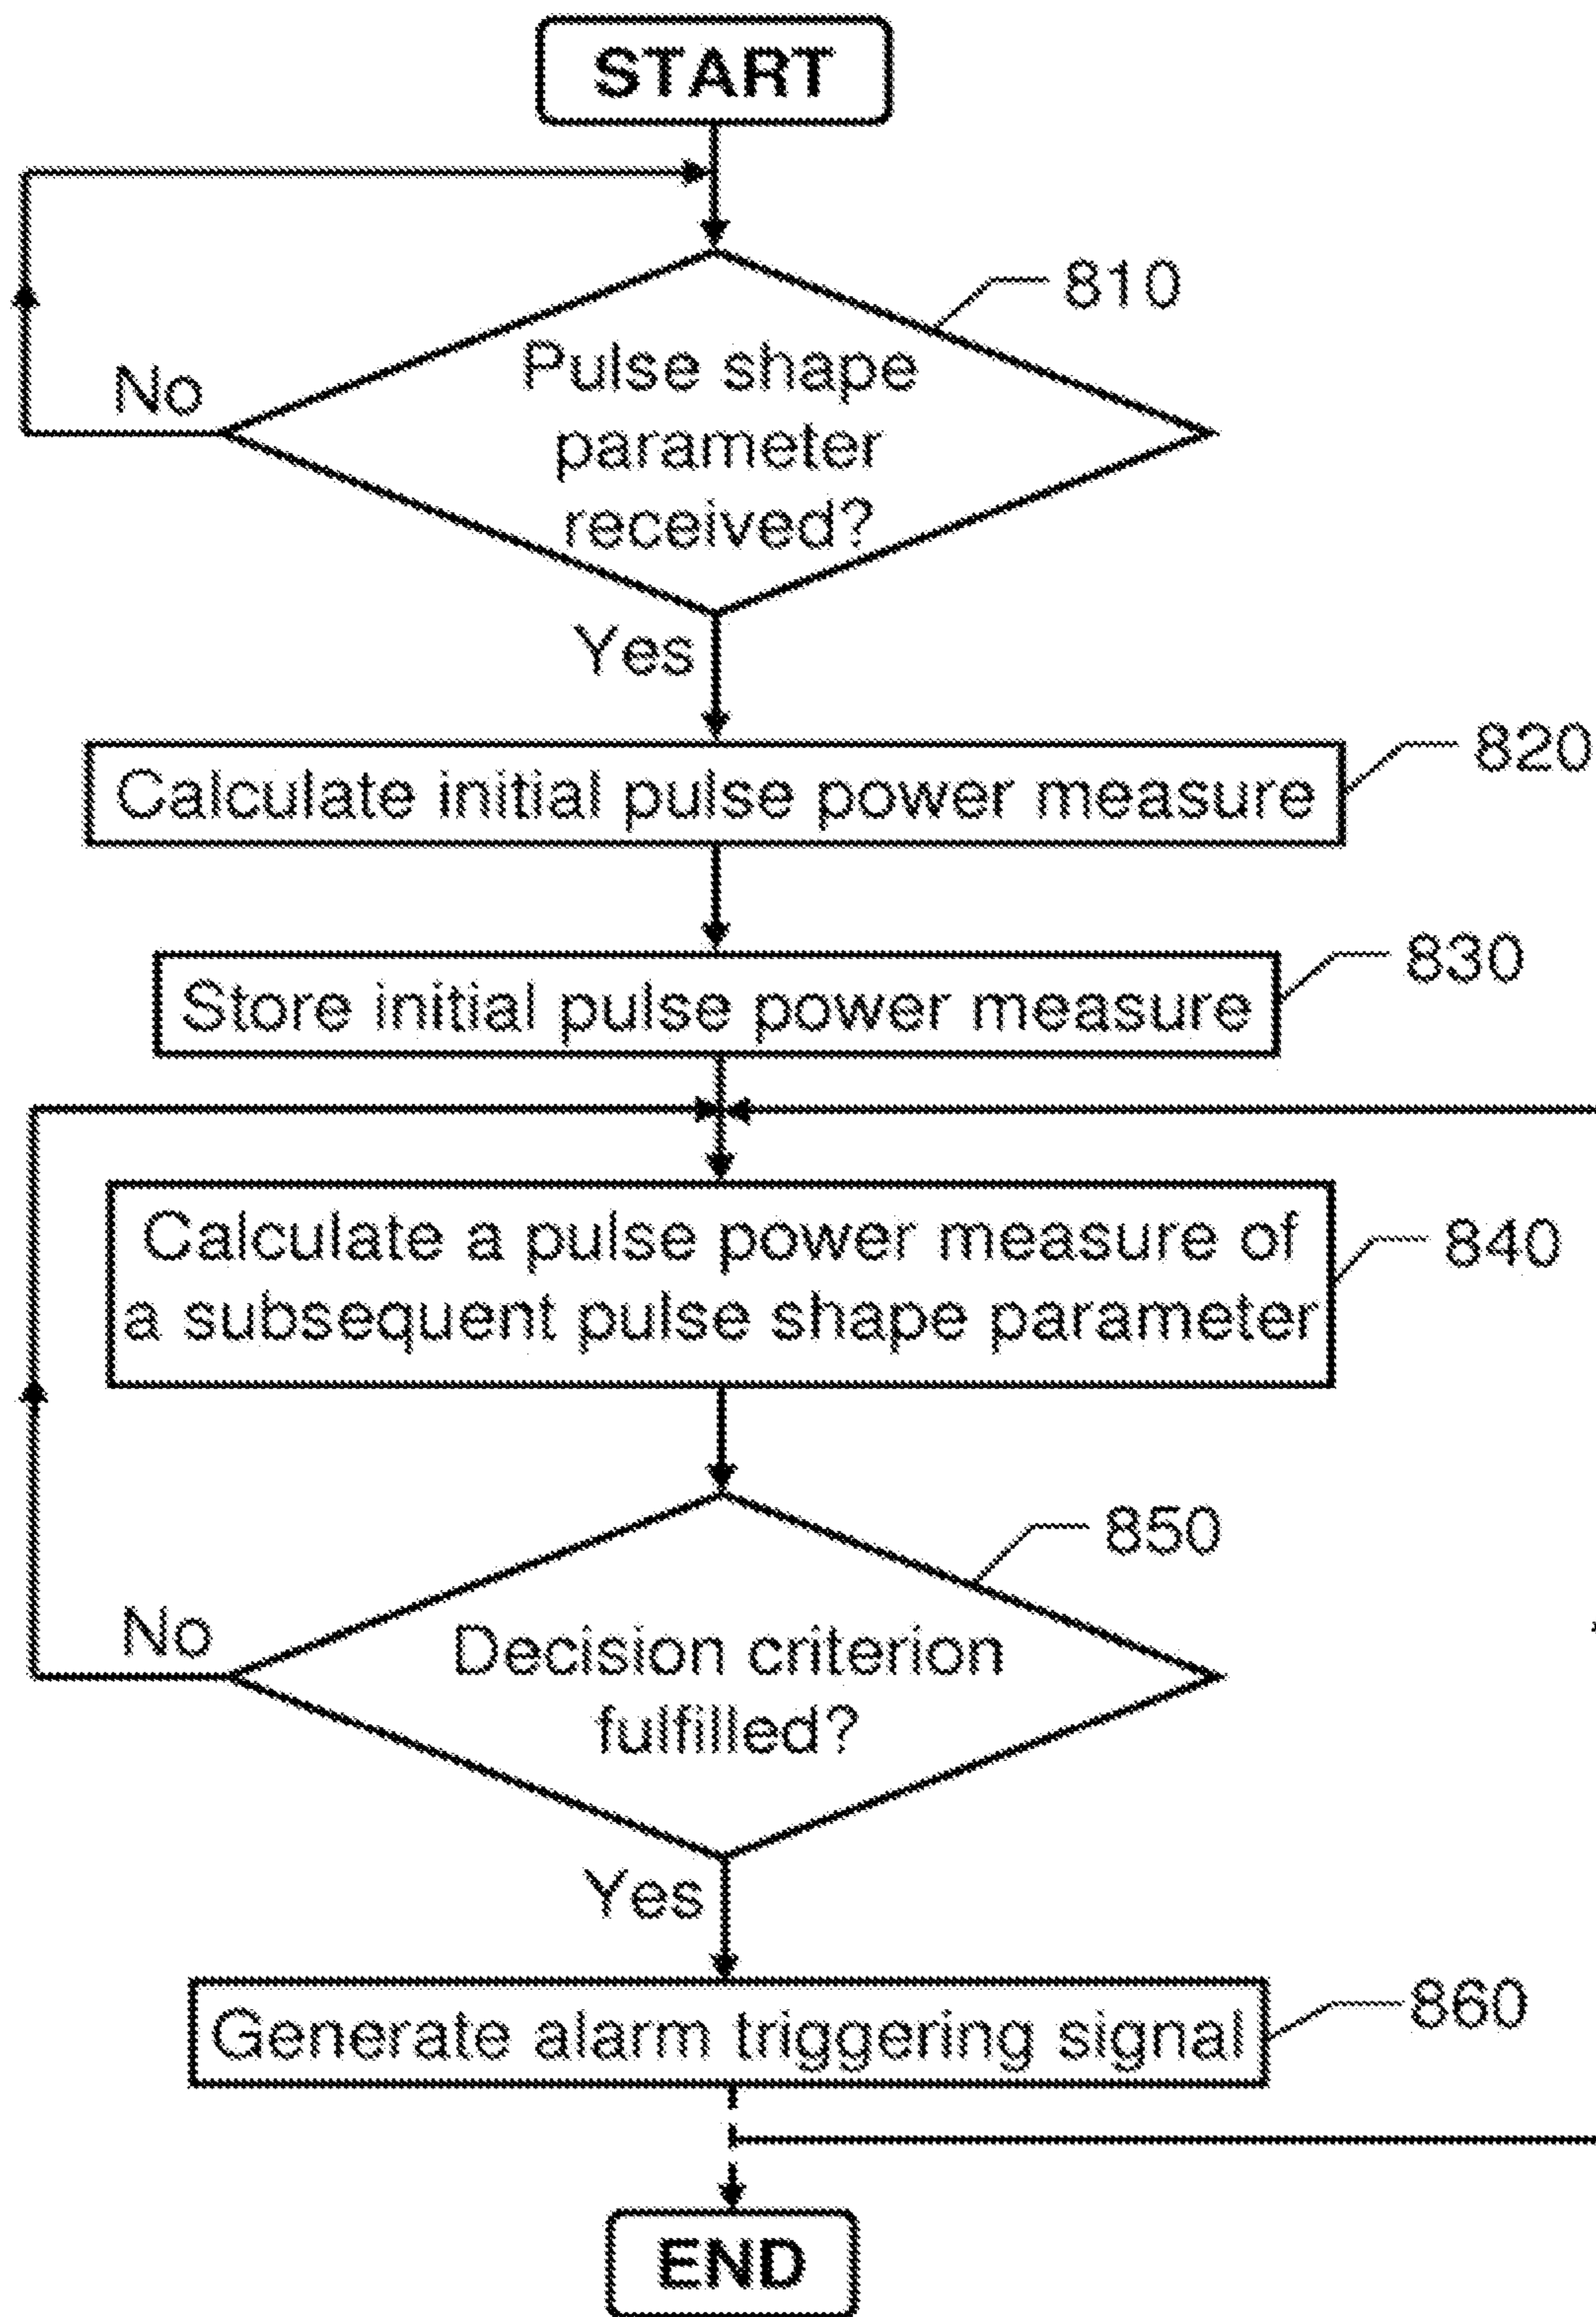 START
810
Pulse shape
parameter
received?
No
Yes
820
Calculate initial pulse power measure
830
Store initial pulse power measure
Calculate a pulse power measure of
a subsequent pulse shape parameter
840
850
Decision criterion
fulfilled?
No
Yes
Generate alarm triggering signal
860
END